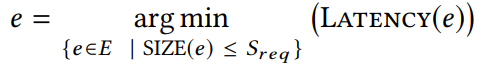 e = arg min (LATENCY(e))
{e∈E | SIZE(e) ≤ S_req}